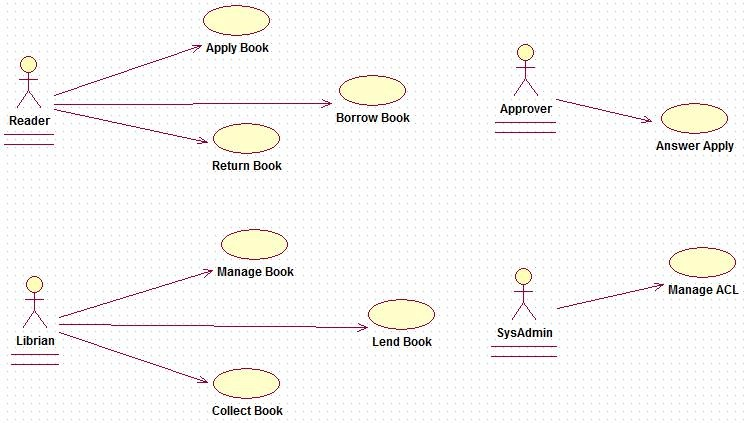 Apply Book
Reader
Borrow Book
Return Book
Approver
Answer Apply
Manage Book
Librian
Lend Book
Collect Book
Manage ACL
SysAdmin